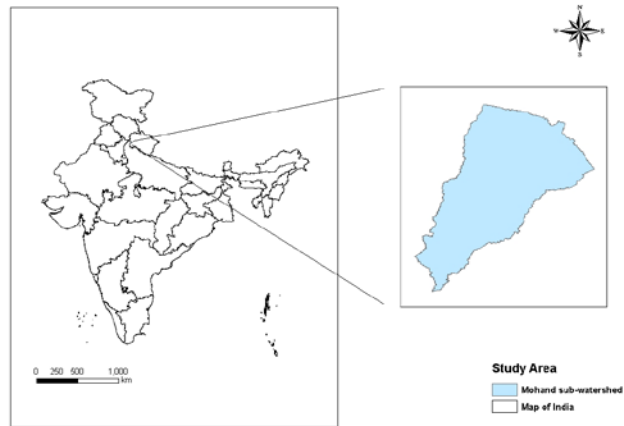 N
W E
S
0 250 500 1,000
km
Study Area
Mohand sub-watershed
Map of India